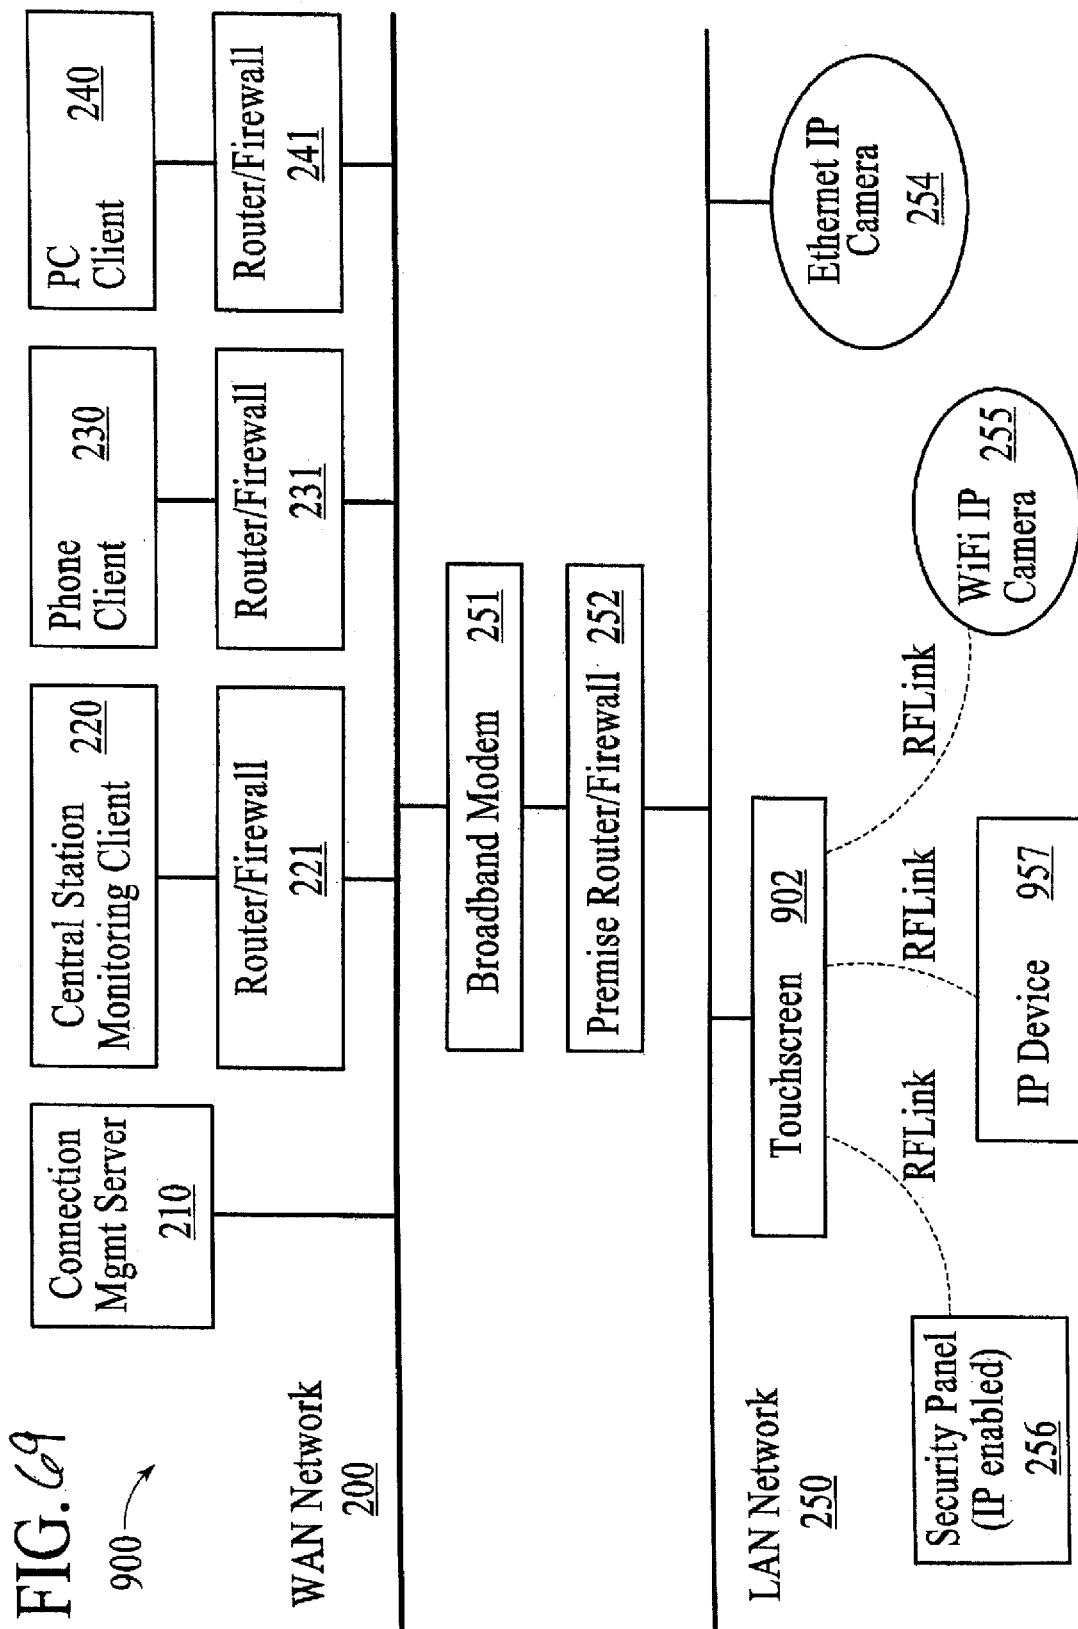 FIG. 69
900
Connection
Mgmt Server
210
Central Station
Monitoring Client
220
Phone
Client
230
PC
Client
240
Router/Firewall
221
Router/Firewall
231
Router/Firewall
241
WAN Network
200
Broadband Modem
251
Premise Router/Firewall 252
LAN Network
250
Touchscreen
902
RFLink
RFLink
RFLink
Security Panel
(IP enabled)
256
IP Device
957
WiFi IP
Camera
255
Ethernet IP
Camera
254